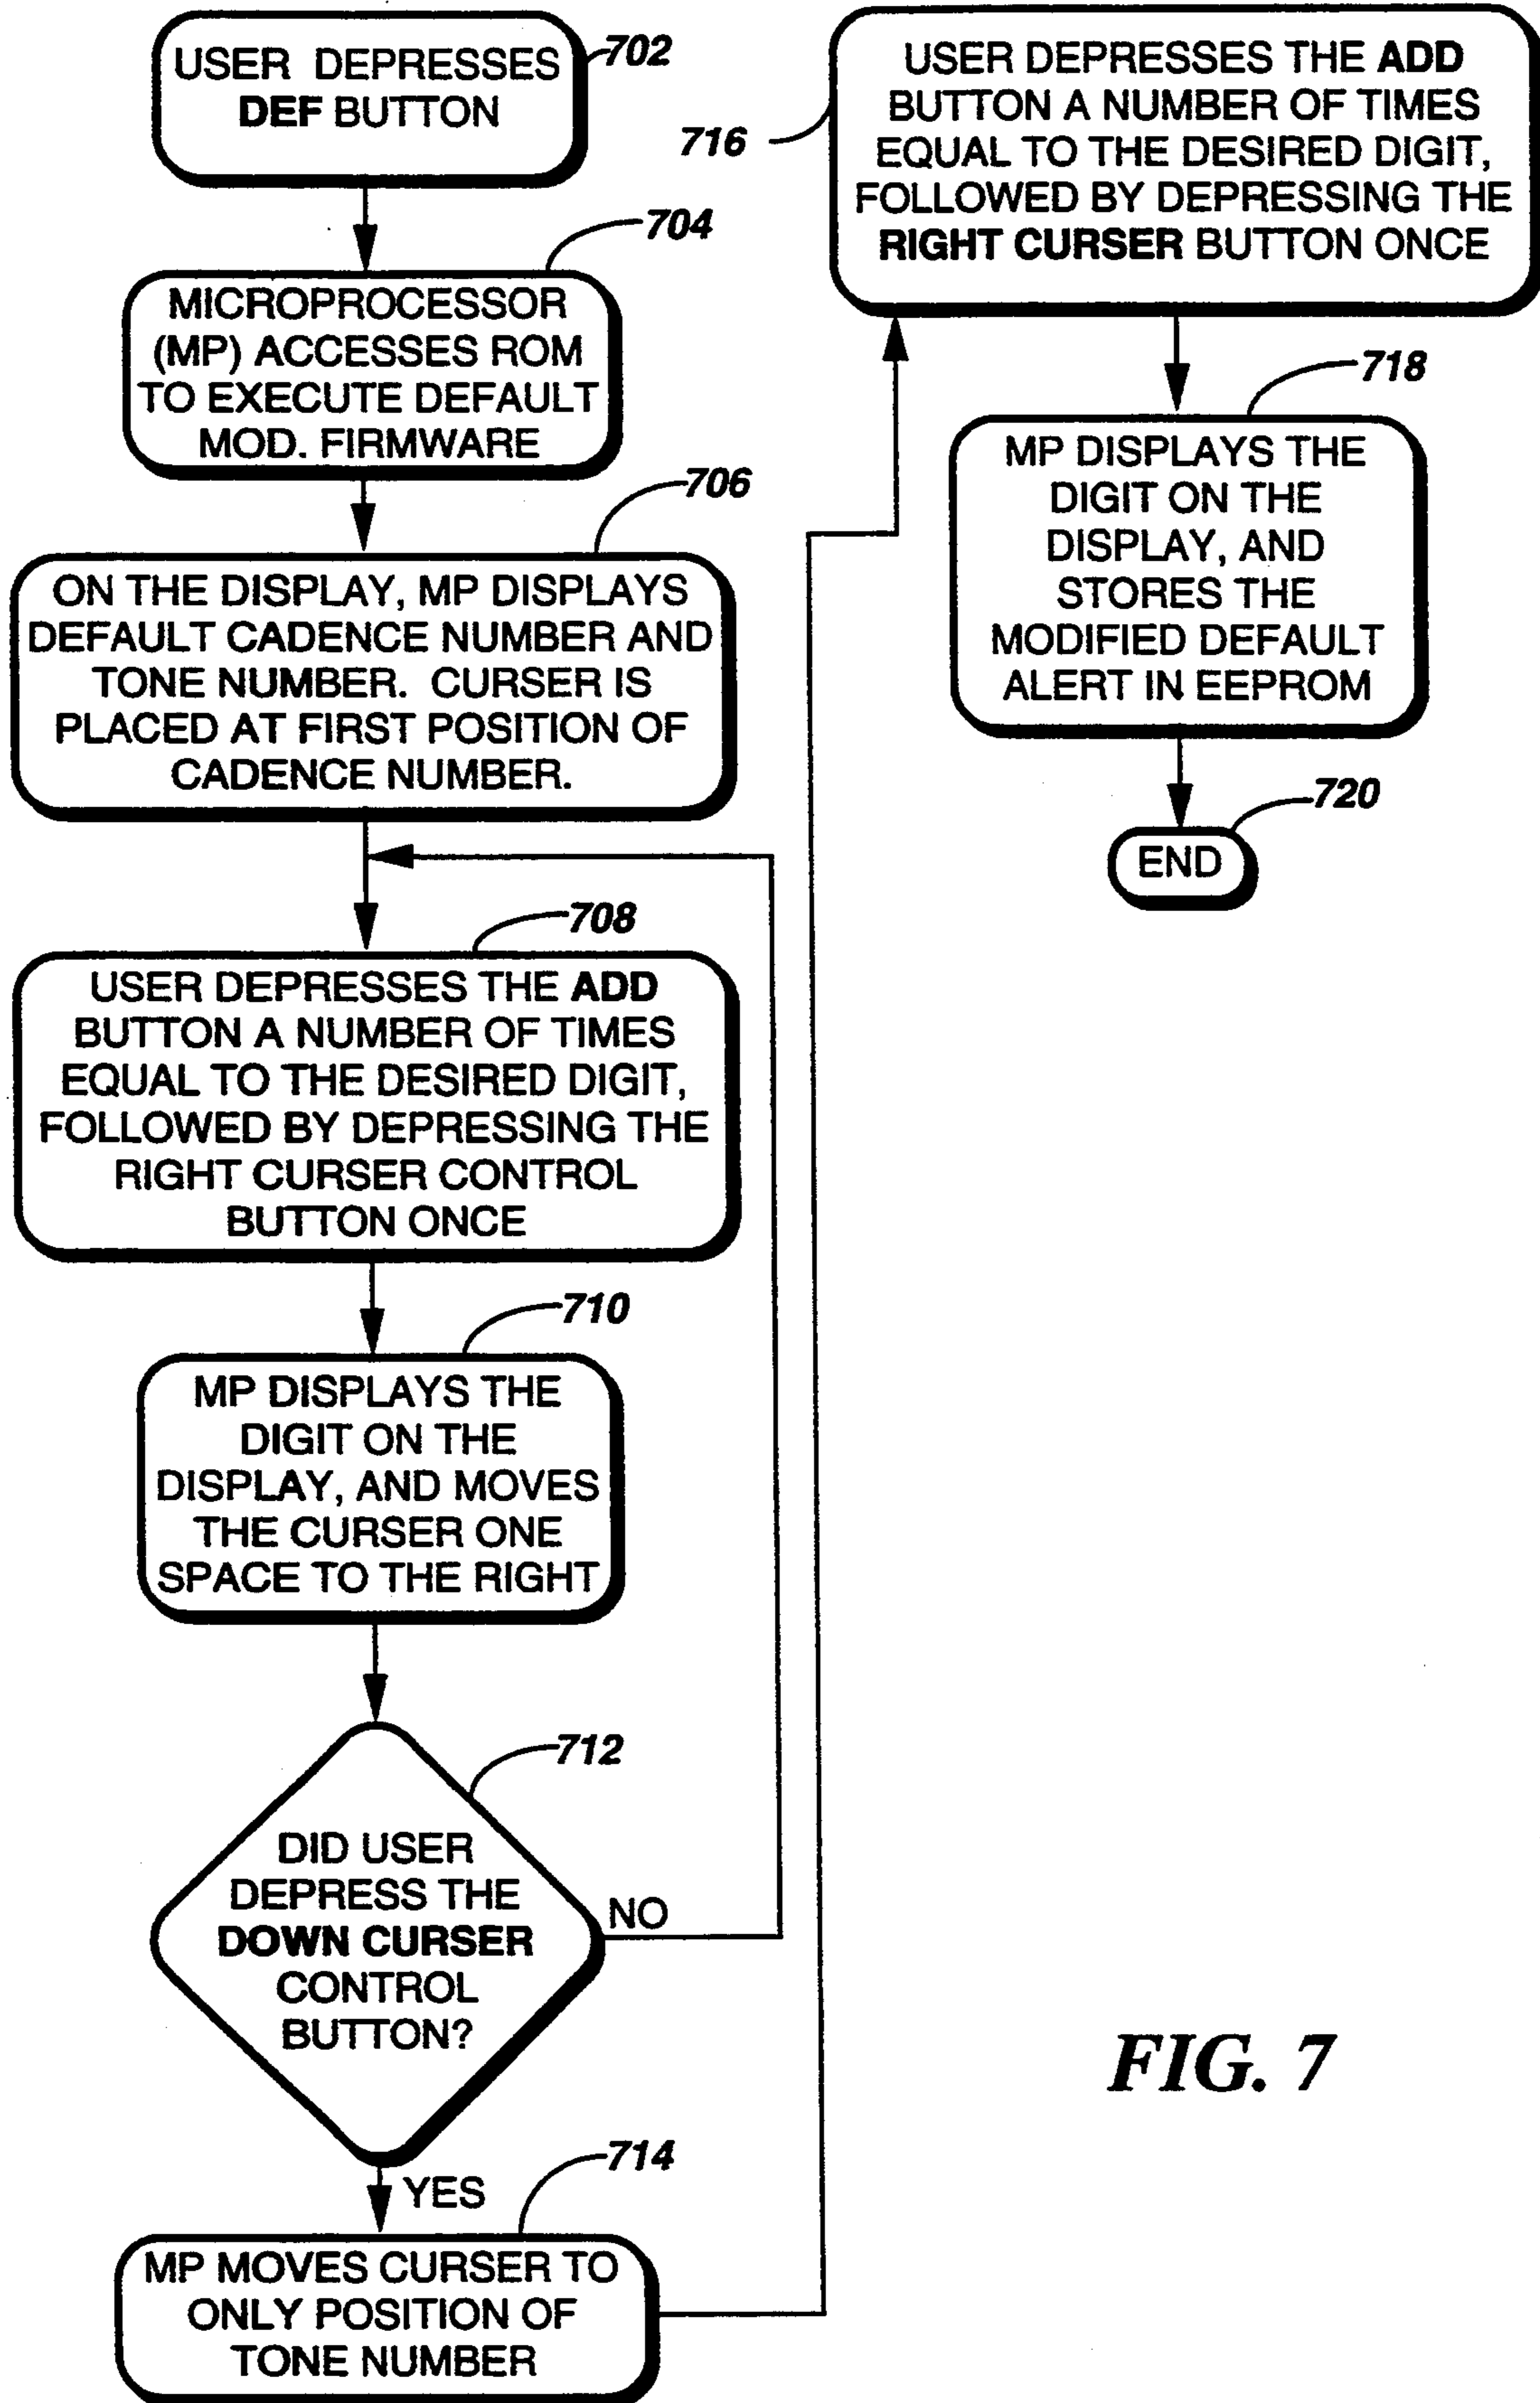 USER DEPRESSES
DEF BUTTON
702
704
MICROPROCESSOR
(MP) ACCESSES ROM
TO EXECUTE DEFAULT
MOD. FIRMWARE
706
ON THE DISPLAY, MP DISPLAYS
DEFAULT CADENCE NUMBER AND
TONE NUMBER. CURSER IS
PLACED AT FIRST POSITION OF
CADENCE NUMBER.
708
USER DEPRESSES THE ADD
BUTTON A NUMBER OF TIMES
EQUAL TO THE DESIRED DIGIT,
FOLLOWED BY DEPRESSING THE
RIGHT CURSER CONTROL
BUTTON ONCE
710
MP DISPLAYS THE
DIGIT ON THE
DISPLAY, AND MOVES
THE CURSER ONE
SPACE TO THE RIGHT
712
DID USER
DEPRESS THE
DOWN CURSER
CONTROL
BUTTON?
NO
YES
714
MP MOVES CURSER TO
ONLY POSITION OF
TONE NUMBER
716
USER DEPRESSES THE ADD
BUTTON A NUMBER OF TIMES
EQUAL TO THE DESIRED DIGIT,
FOLLOWED BY DEPRESSING THE
RIGHT CURSER BUTTON ONCE
718
MP DISPLAYS THE
DIGIT ON THE
DISPLAY, AND
STORES THE
MODIFIED DEFAULT
ALERT IN EEPROM
720
END
FIG. 7